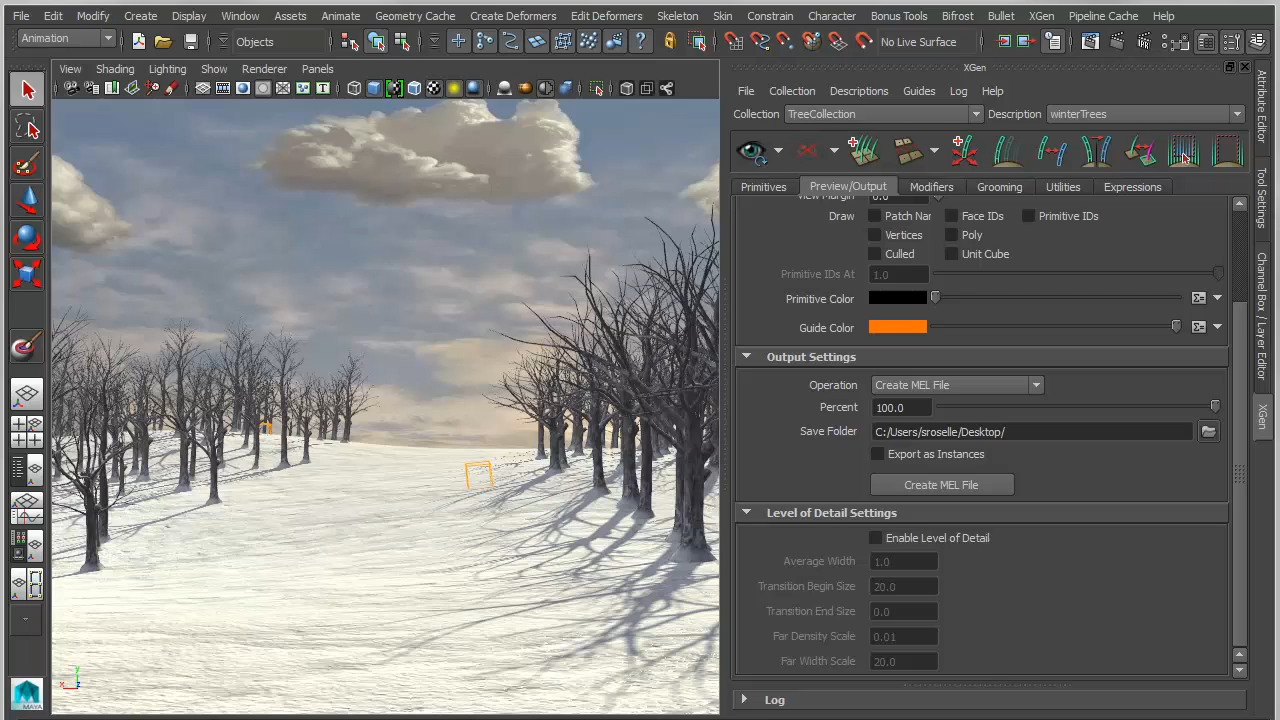 File Edit Modify Create Display Window Assets Animate Geometry Cache Create Deformers Edit Deformers Skeleton Skin Constrain Character Bonus Tools Bifrost Bullet XGen Pipeline Cache Help
Animation Objects No Live Surface
View Shading Lighting Show Renderer Panels
XGen
File Collection Descriptions Guides Log Help
Collection TreeCollection Description winterTrees
Primitives Preview/Output Modifiers Grooming Utilities Expressions
View Margin 0.0
Draw Patch Nar Face IDs Primitive IDs
Vertices Poly
Culled Unit Cube
Primitive IDs At 1.0
Primitive Color
Guide Color
Output Settings
Operation Create MEL File
Percent 100.0
Save Folder C:/Users/sroselle/Desktop/
Export as Instances
Create MEL File
Level of Detail Settings
Enable Level of Detail
Average Width 1.0
Transition Begin Size 20.0
Transition End Size 0.0
Far Density Scale 0.01
Far Width Scale 20.0
Log
Attribute Editor
Tool Settings
Channel Box / Layer Editor
XGen
y
x z
MAYA